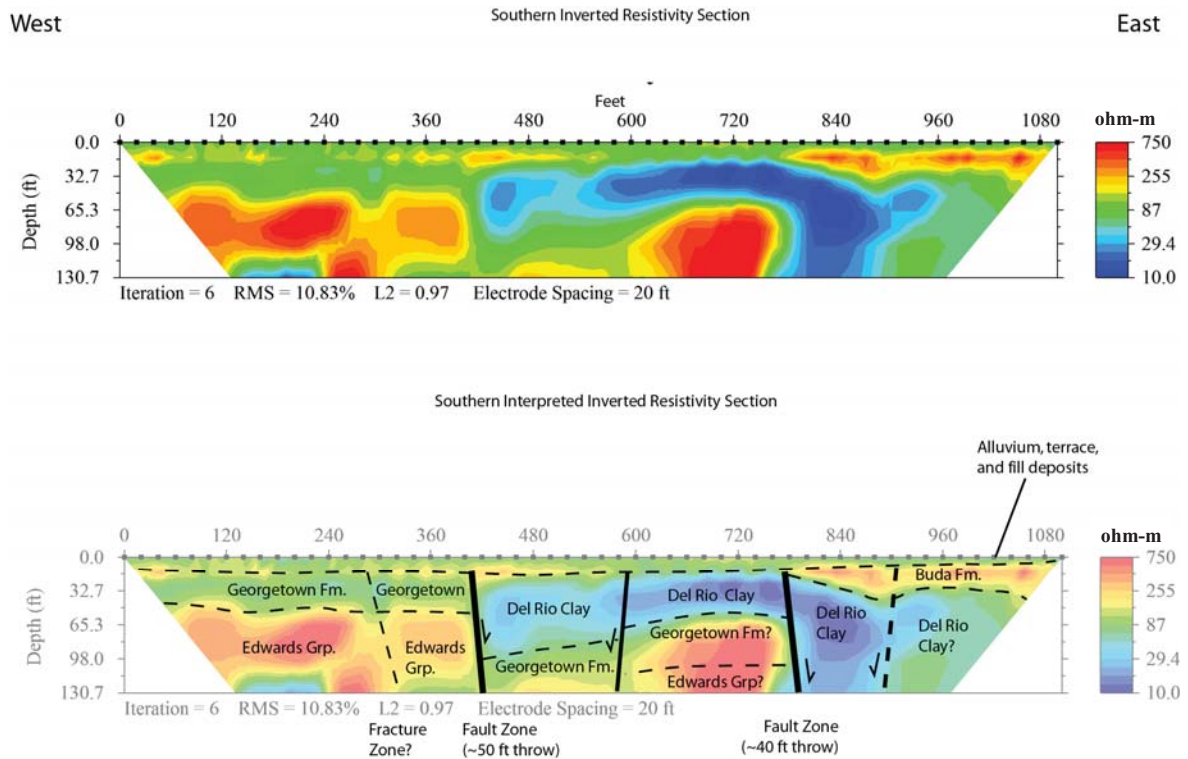 Southern Inverted Resistivity Section
West
East
Feet
0 120 240 360 480 600 720 840 960 1080
ohm-m
750
255
87
29.4
10.0
Depth (ft)
0.0
32.7
65.3
98.0
130.7
Iteration = 6 RMS = 10.83% L2 = 0.97 Electrode Spacing = 20 ft
Southern Interpreted Inverted Resistivity Section
Alluvium, terrace,
and fill deposits
0 120 240 360 480 600 720 840 960 1080
ohm-m
750
255
87
29.4
10.0
Depth (ft)
0.0
32.7
65.3
98.0
130.7
Georgetown Fm.
Georgetown
Del Rio Clay
Del Rio Clay
Del Rio
Clay
Buda Fm.
Del Rio
Clay?
Edwards Grp.
Edwards
Grp.
Georgetown Fm.
Georgetown Fm?
Edwards Grp?
Iteration = 6 RMS = 10.83% L2 = 0.97 Electrode Spacing = 20 ft
Fracture
Zone?
Fault Zone
(~50 ft throw)
Fault Zone
(~40 ft throw)